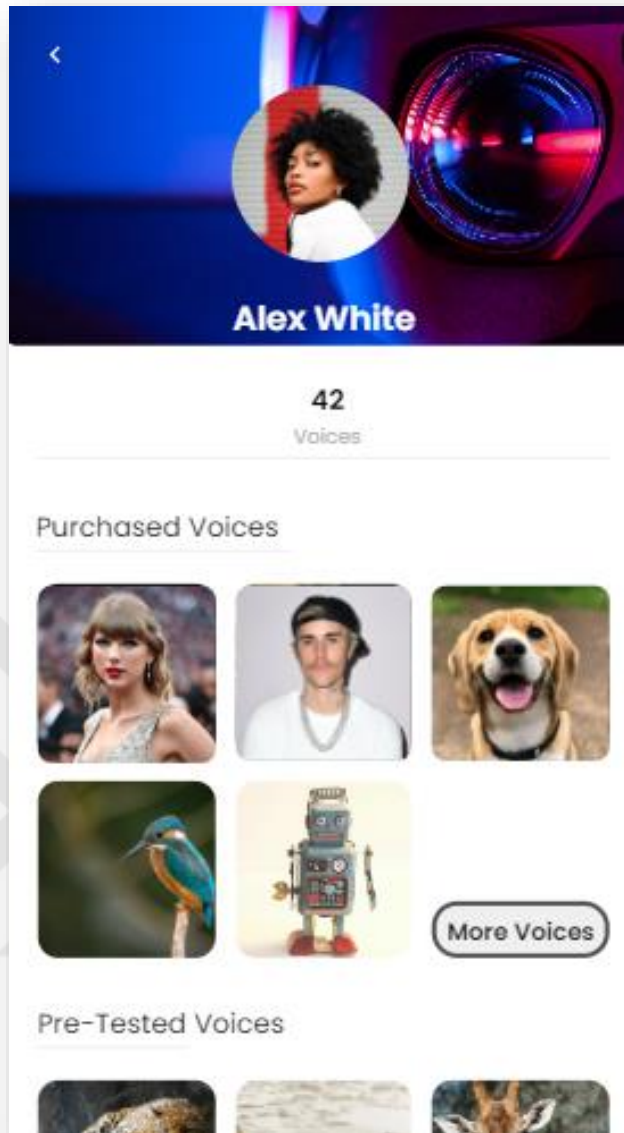 Alex White
42
Voices
Purchased Voices
More Voices
Pre-Tested Voices